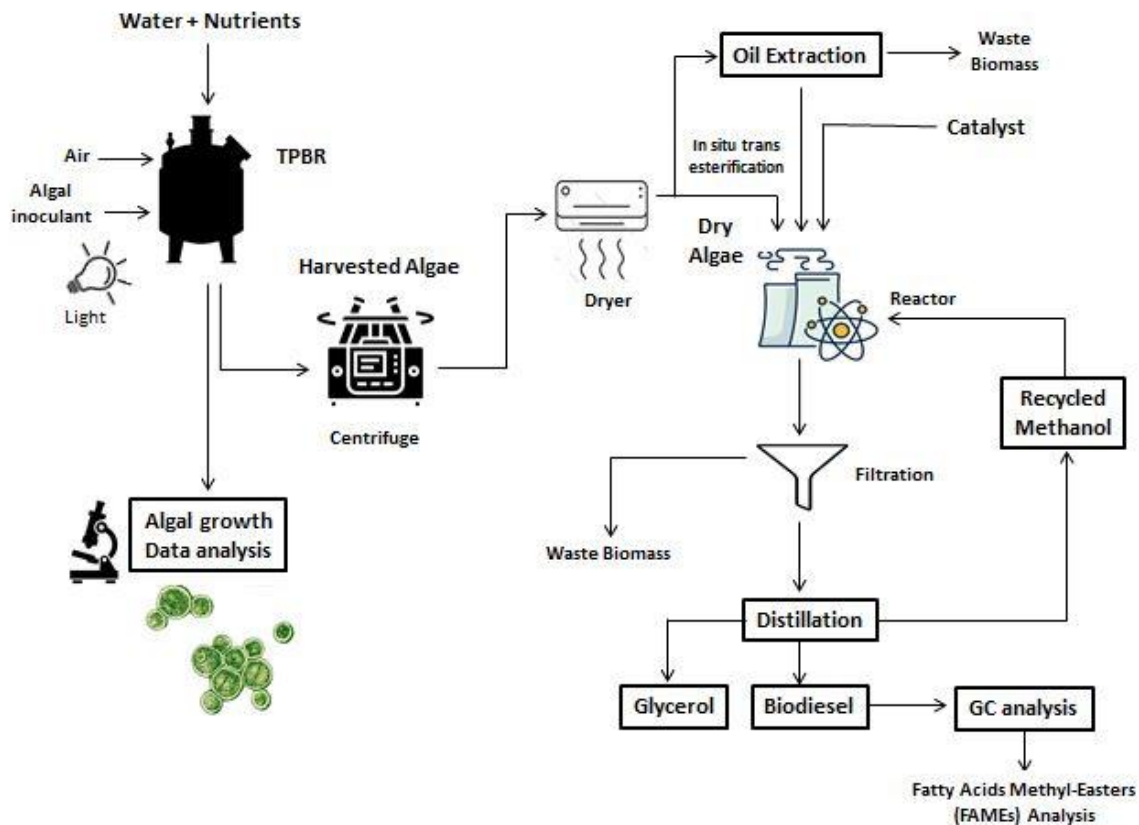 Water + Nutrients
Oil Extraction
Waste
Biomass
Air
TPBR
Catalyst
In situ trans
esterification
Algal
inoculant
Dry
Algae
Harvested Algae
Dryer
Reactor
Light
Recycled
Methanol
Centrifuge
Filtration
Algal growth
Data analysis
Waste Biomass
Distillation
Glycerol
Biodiesel
GC analysis
Fatty Acids Methyl-Easters
(FAMEs) Analysis